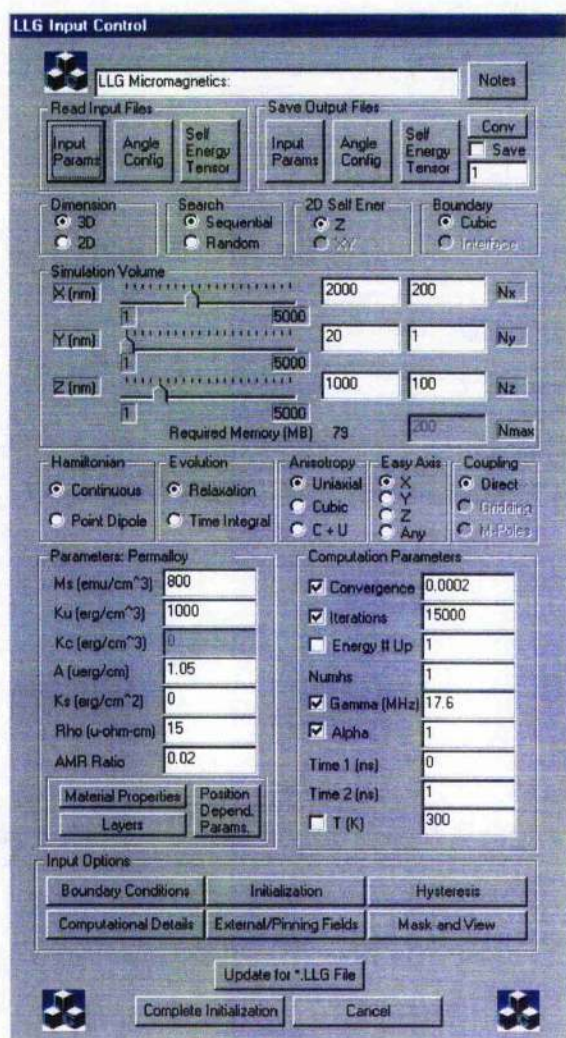 LLG Input Control
LLG Micromagnetics:
Notes
Read Input Files
Save Output Files
Input Params
Angle Config
Self Energy Tensor
Input Params
Angle Config
Self Energy Tensor
Conv
Save
1
Dimension
3D
2D
Search
Sequential
Random
2D Self Ener
Z
XY
Boundary
Cubic
Interface
Simulation Volume
X (nm)
1
5000
2000
200
Nx
Y (nm)
1
5000
20
1
Ny
Z (nm)
1
5000
1000
100
Nz
Required Memory (MB) 79
200
Nmax
Hamiltonian
Continuous
Point Dipole
Evolution
Relaxation
Time Integral
Anisotropy
Uniaxial
Cubic
C + U
Easy Axis
X
Y
Z
Any
Coupling
Direct
Gridding
M-Poles
Parameters: Permalloy
Ms (emu/cm^3) 800
Ku (erg/cm^3) 1000
Kc (erg/cm^3) 0
A (uerg/cm) 1.05
Ks (erg/cm^2) 0
Rho (u-ohm-cm) 15
AMR Ratio 0.02
Material Properties
Layers
Position Depend. Params.
Computation Parameters
Convergence 0.0002
Iterations 15000
Energy # Up 1
Numhs 1
Gamma (MHz) 17.6
Alpha 1
Time 1 (ns) 0
Time 2 (ns) 1
T (K) 300
Input Options
Boundary Conditions
Initialization
Hysteresis
Computational Details
External/Pinning Fields
Mask and View
Update for *.LLG File
Complete Initialization
Cancel